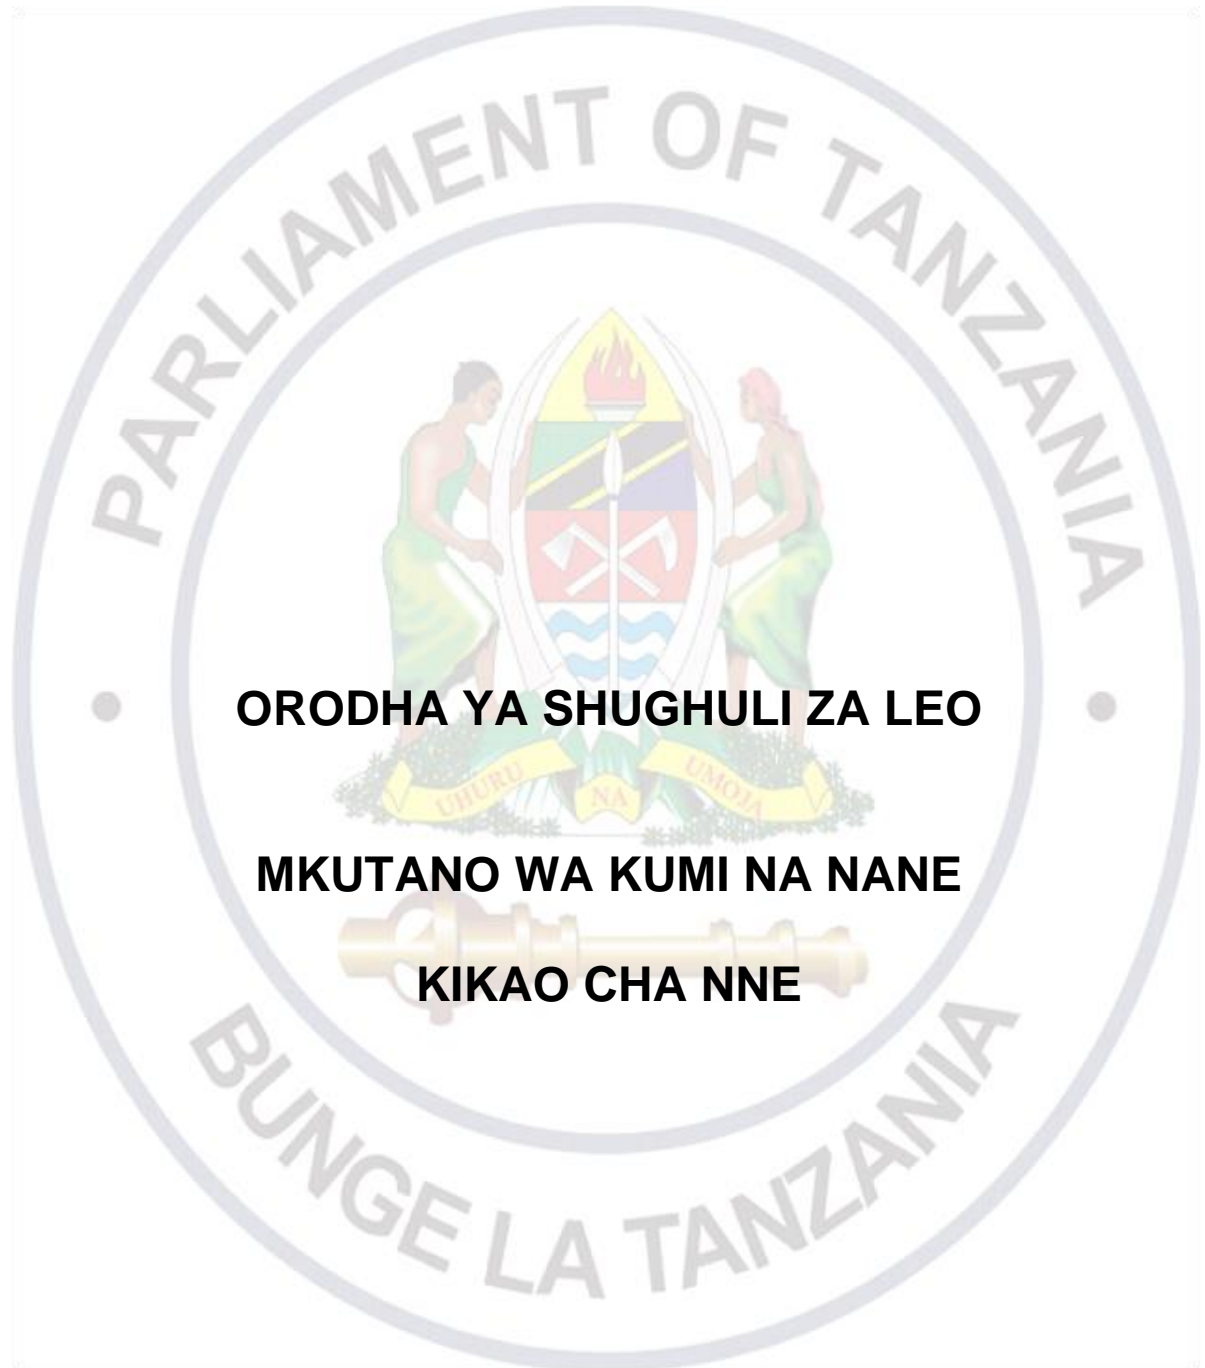 PARLIAMENT OF TANZANIA
UHURU NA UMOJA
ORODHA YA SHUGHULI ZA LEO
MKUTANO WA KUMI NA NANE
KIKAO CHA NNE
BUNGE LA TANZANIA